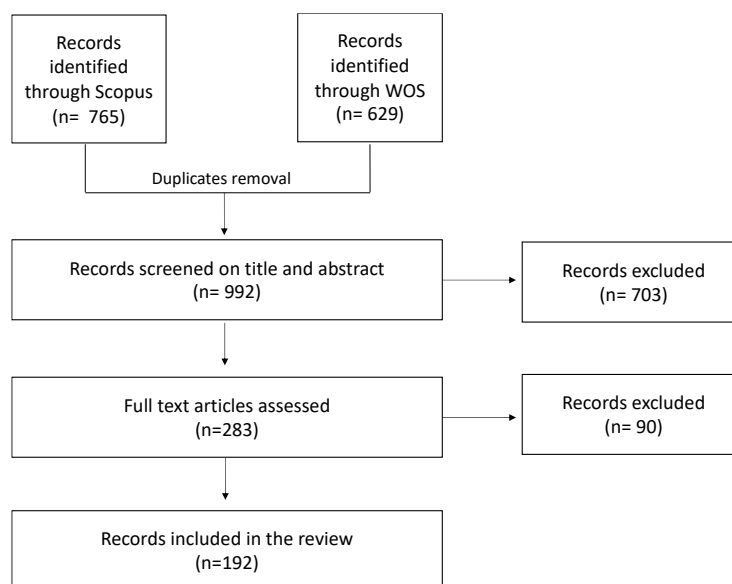 Records
identified
through Scopus
(n=  765)
Records
identified
through WOS
(n= 629)
Duplicates removal
Records screened on title and abstract
(n= 992)
Records excluded
(n= 703)
Full text articles assessed
(n=283)
Records excluded
(n= 90)
Records included in the review
(n=192)